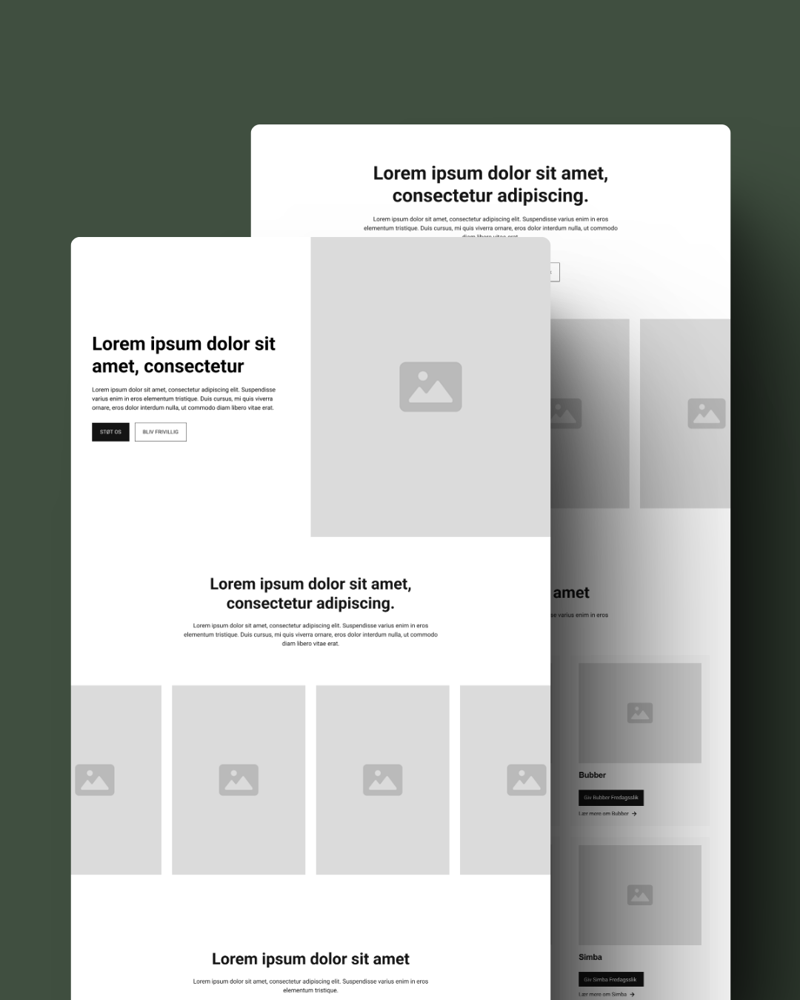 Lorem ipsum dolor sit amet,
consectetur adipiscing.
Lorem ipsum dolor sit amet, consectetur adipiscing elit. Suspendisse varius enim in eros
elementum tristique. Duis cursus, mi quis viverra ornare, eros dolor interdum nulla, ut commodo
diam libero vitae erat.
Lorem ipsum dolor sit
amet, consectetur
Lorem ipsum dolor sit amet, consectetur adipiscing elit. Suspendisse
varius enim in eros elementum tristique. Duis cursus, mi quis viverra
ornare, eros dolor interdum nulla, ut commodo diam libero vitae erat.
STØT OS
BLIV FRIVILLIG
Lorem ipsum dolor sit amet,
consectetur adipiscing.
Lorem ipsum dolor sit amet, consectetur adipiscing elit. Suspendisse varius enim in eros
elementum tristique. Duis cursus, mi quis viverra ornare, eros dolor interdum nulla, ut commodo
diam libero vitae erat.
Lorem ipsum dolor sit amet
Lorem ipsum dolor sit amet, consectetur adipiscing elit. Suspendisse varius enim in eros
elementum tristique.
amet
varius enim in eros
Bubber
Giv Bubber Fredagsslik
Lær mere om Bubber →
Simba
Giv Simba Fredagsslik
Lær mere om Simba →